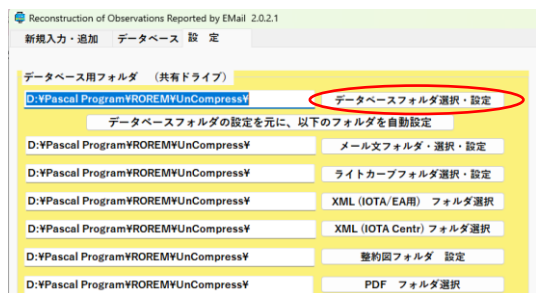 Reconstruction of Observations Reported by EMail 2.0.2.1
新規入力・追加 データベース 設 定
データベース用フォルダ (共有ドライブ)
D:¥Pascal Program¥ROREM¥UnCompress¥ データベースフォルダ選択・設定
データベースフォルダの設定を元に、以下のフォルダを自動設定
D:¥Pascal Program¥ROREM¥UnCompress¥ メール文フォルダ・選択・設定
D:¥Pascal Program¥ROREM¥UnCompress¥ ライトカーブフォルダ選択・設定
D:¥Pascal Program¥ROREM¥UnCompress¥ XML (IOTA/EA用) フォルダ選択
D:¥Pascal Program¥ROREM¥UnCompress¥ XML (IOTA Centr) フォルダ選択
D:¥Pascal Program¥ROREM¥UnCompress¥ 整約図フォルダ 設定
D:¥Pascal Program¥ROREM¥UnCompress¥ PDF フォルダ選択